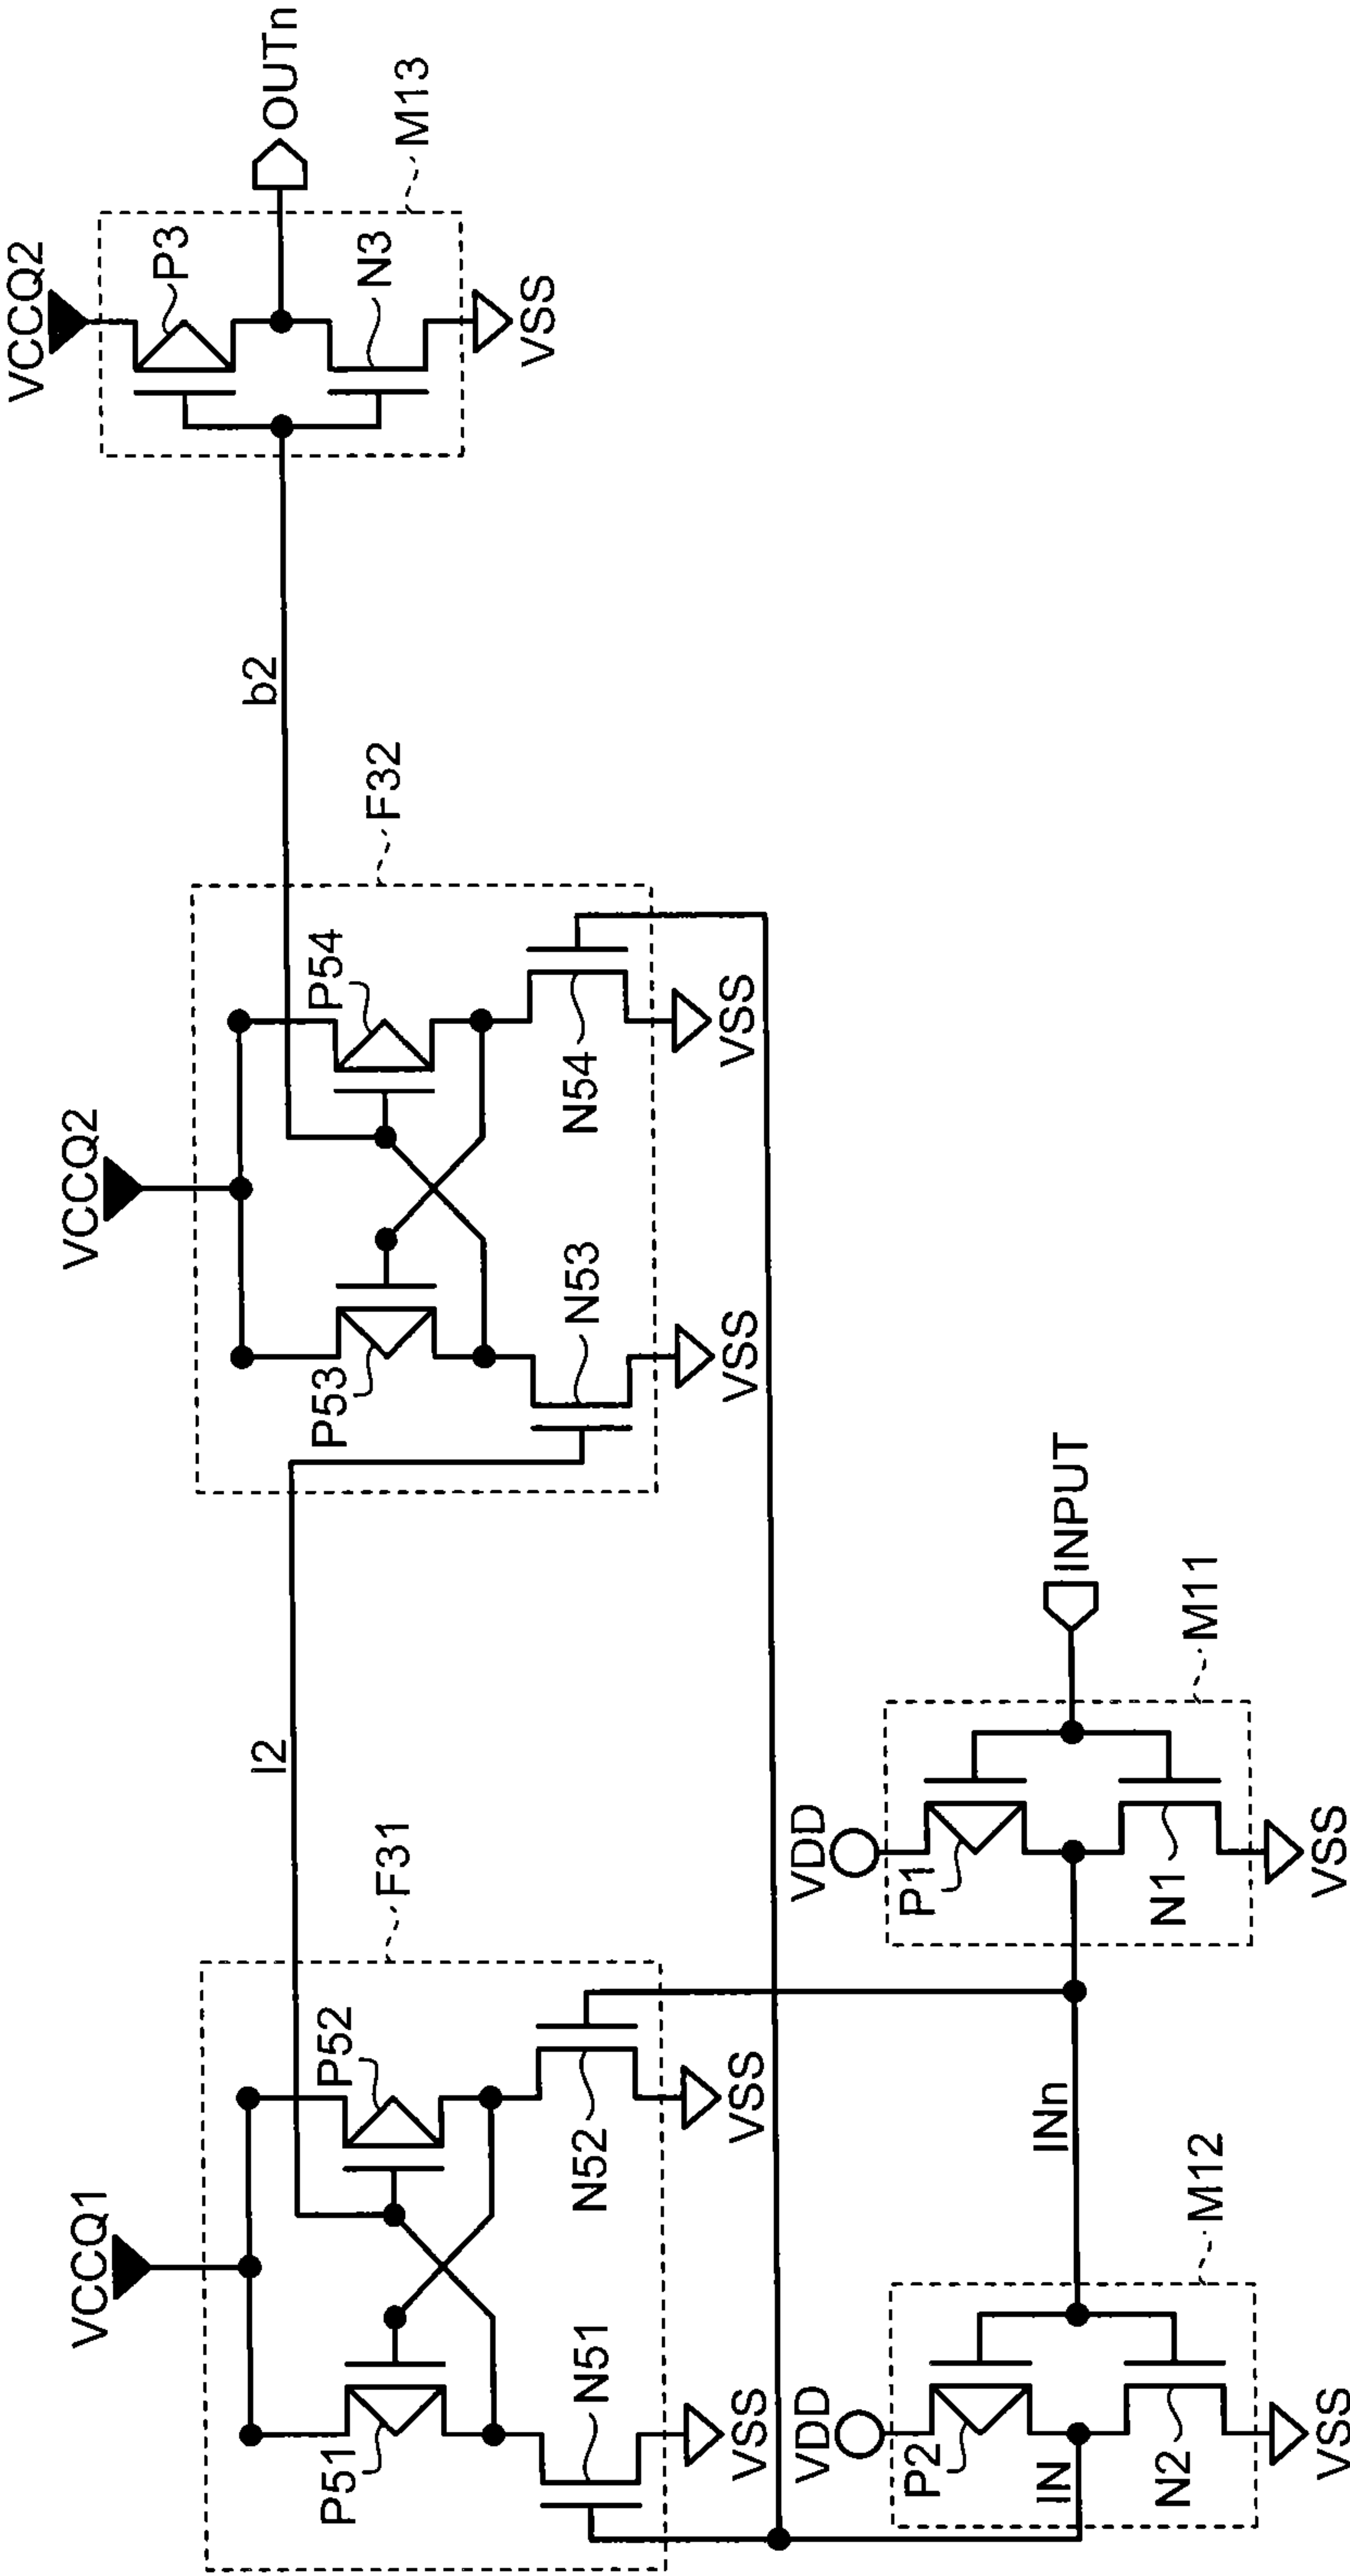 VCCQ1
P51
P52
N51
N52
VSS
VSS
F31
I2
VCCQ2
P53
P54
N53
N54
VSS
VSS
F32
b2
VCCQ2
P3
N3
VSS
M13
OUTn
VDD
P2
IN
N2
VSS
M12
INn
VDD
P1
N1
VSS
M11
INPUT